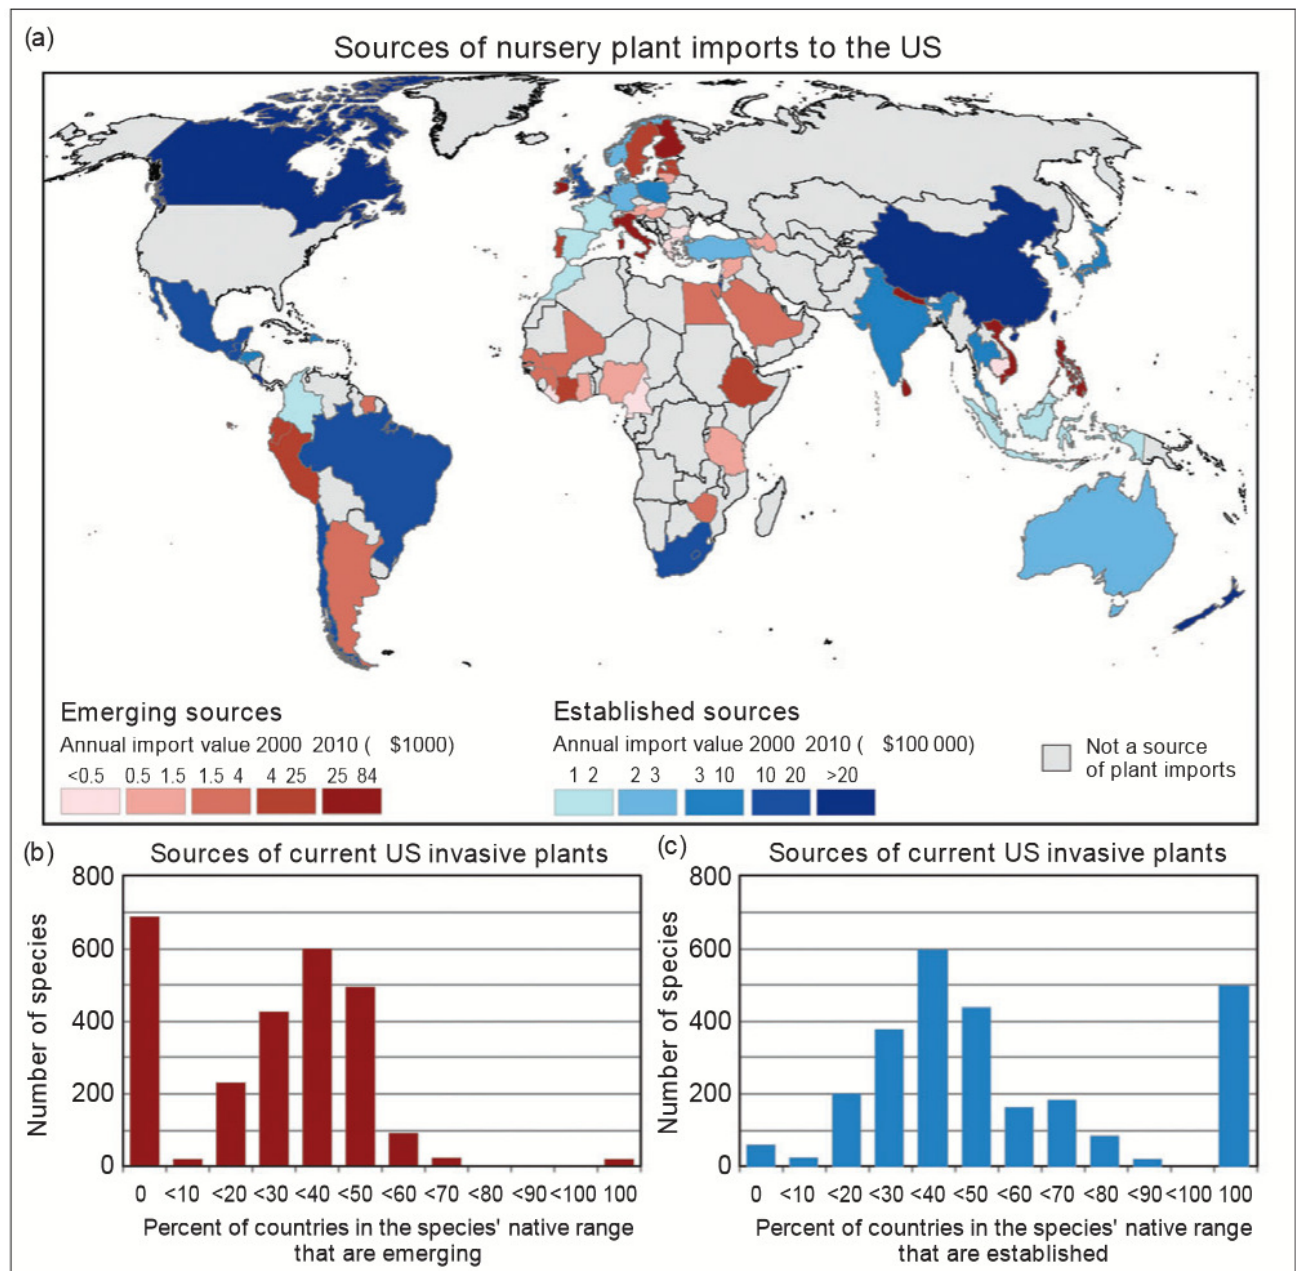 (a)
Sources of nursery plant imports to the US
Emerging sources
Annual import value 2000 2010 ( $1000)
<0.5 0.5 1.5 1.5 4 4 25 25 84
Established sources
Annual import value 2000 2010 ( $100 000)
1 2 2 3 3 10 10 20 >20
Not a source
of plant imports
(b)
Sources of current US invasive plants
Number of species
800
600
400
200
0
0 <10 <20 <30 <40 <50 <60 <70 <80 <90 <100 100
Percent of countries in the species' native range
that are emerging
(c)
Sources of current US invasive plants
Number of species
800
600
400
200
0
0 <10 <20 <30 <40 <50 <60 <70 <80 <90 <100 100
Percent of countries in the species' native range
that are established